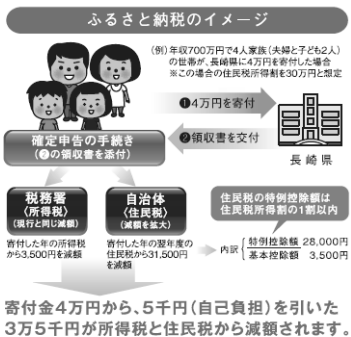 ふるさと納税のイメージ
（例）年収700万円で4人家族（夫婦と子ども2人）
の世帯が、長崎県に4万円を寄付した場合
※この場合の住民税所得割を30万円と想定
❶4万円を寄付
❷領収書を交付
長崎県
確定申告の手続き
（❷の領収書を添付）
税務署
〈所得税〉
（現行と同じ減額）
自治体
〈住民税〉
（減額を拡大）
住民税の特例控除額は
住民税所得割の1割以内
寄付した年の所得税
から3,500円を減額
寄付した年の翌年度の
住民税から31,500円
を減額
内訳
特例控除額 28,000円
基本控除額 3,500円
寄付金4万円から、5千円（自己負担）を引いた
3万5千円が所得税と住民税から減額されます。